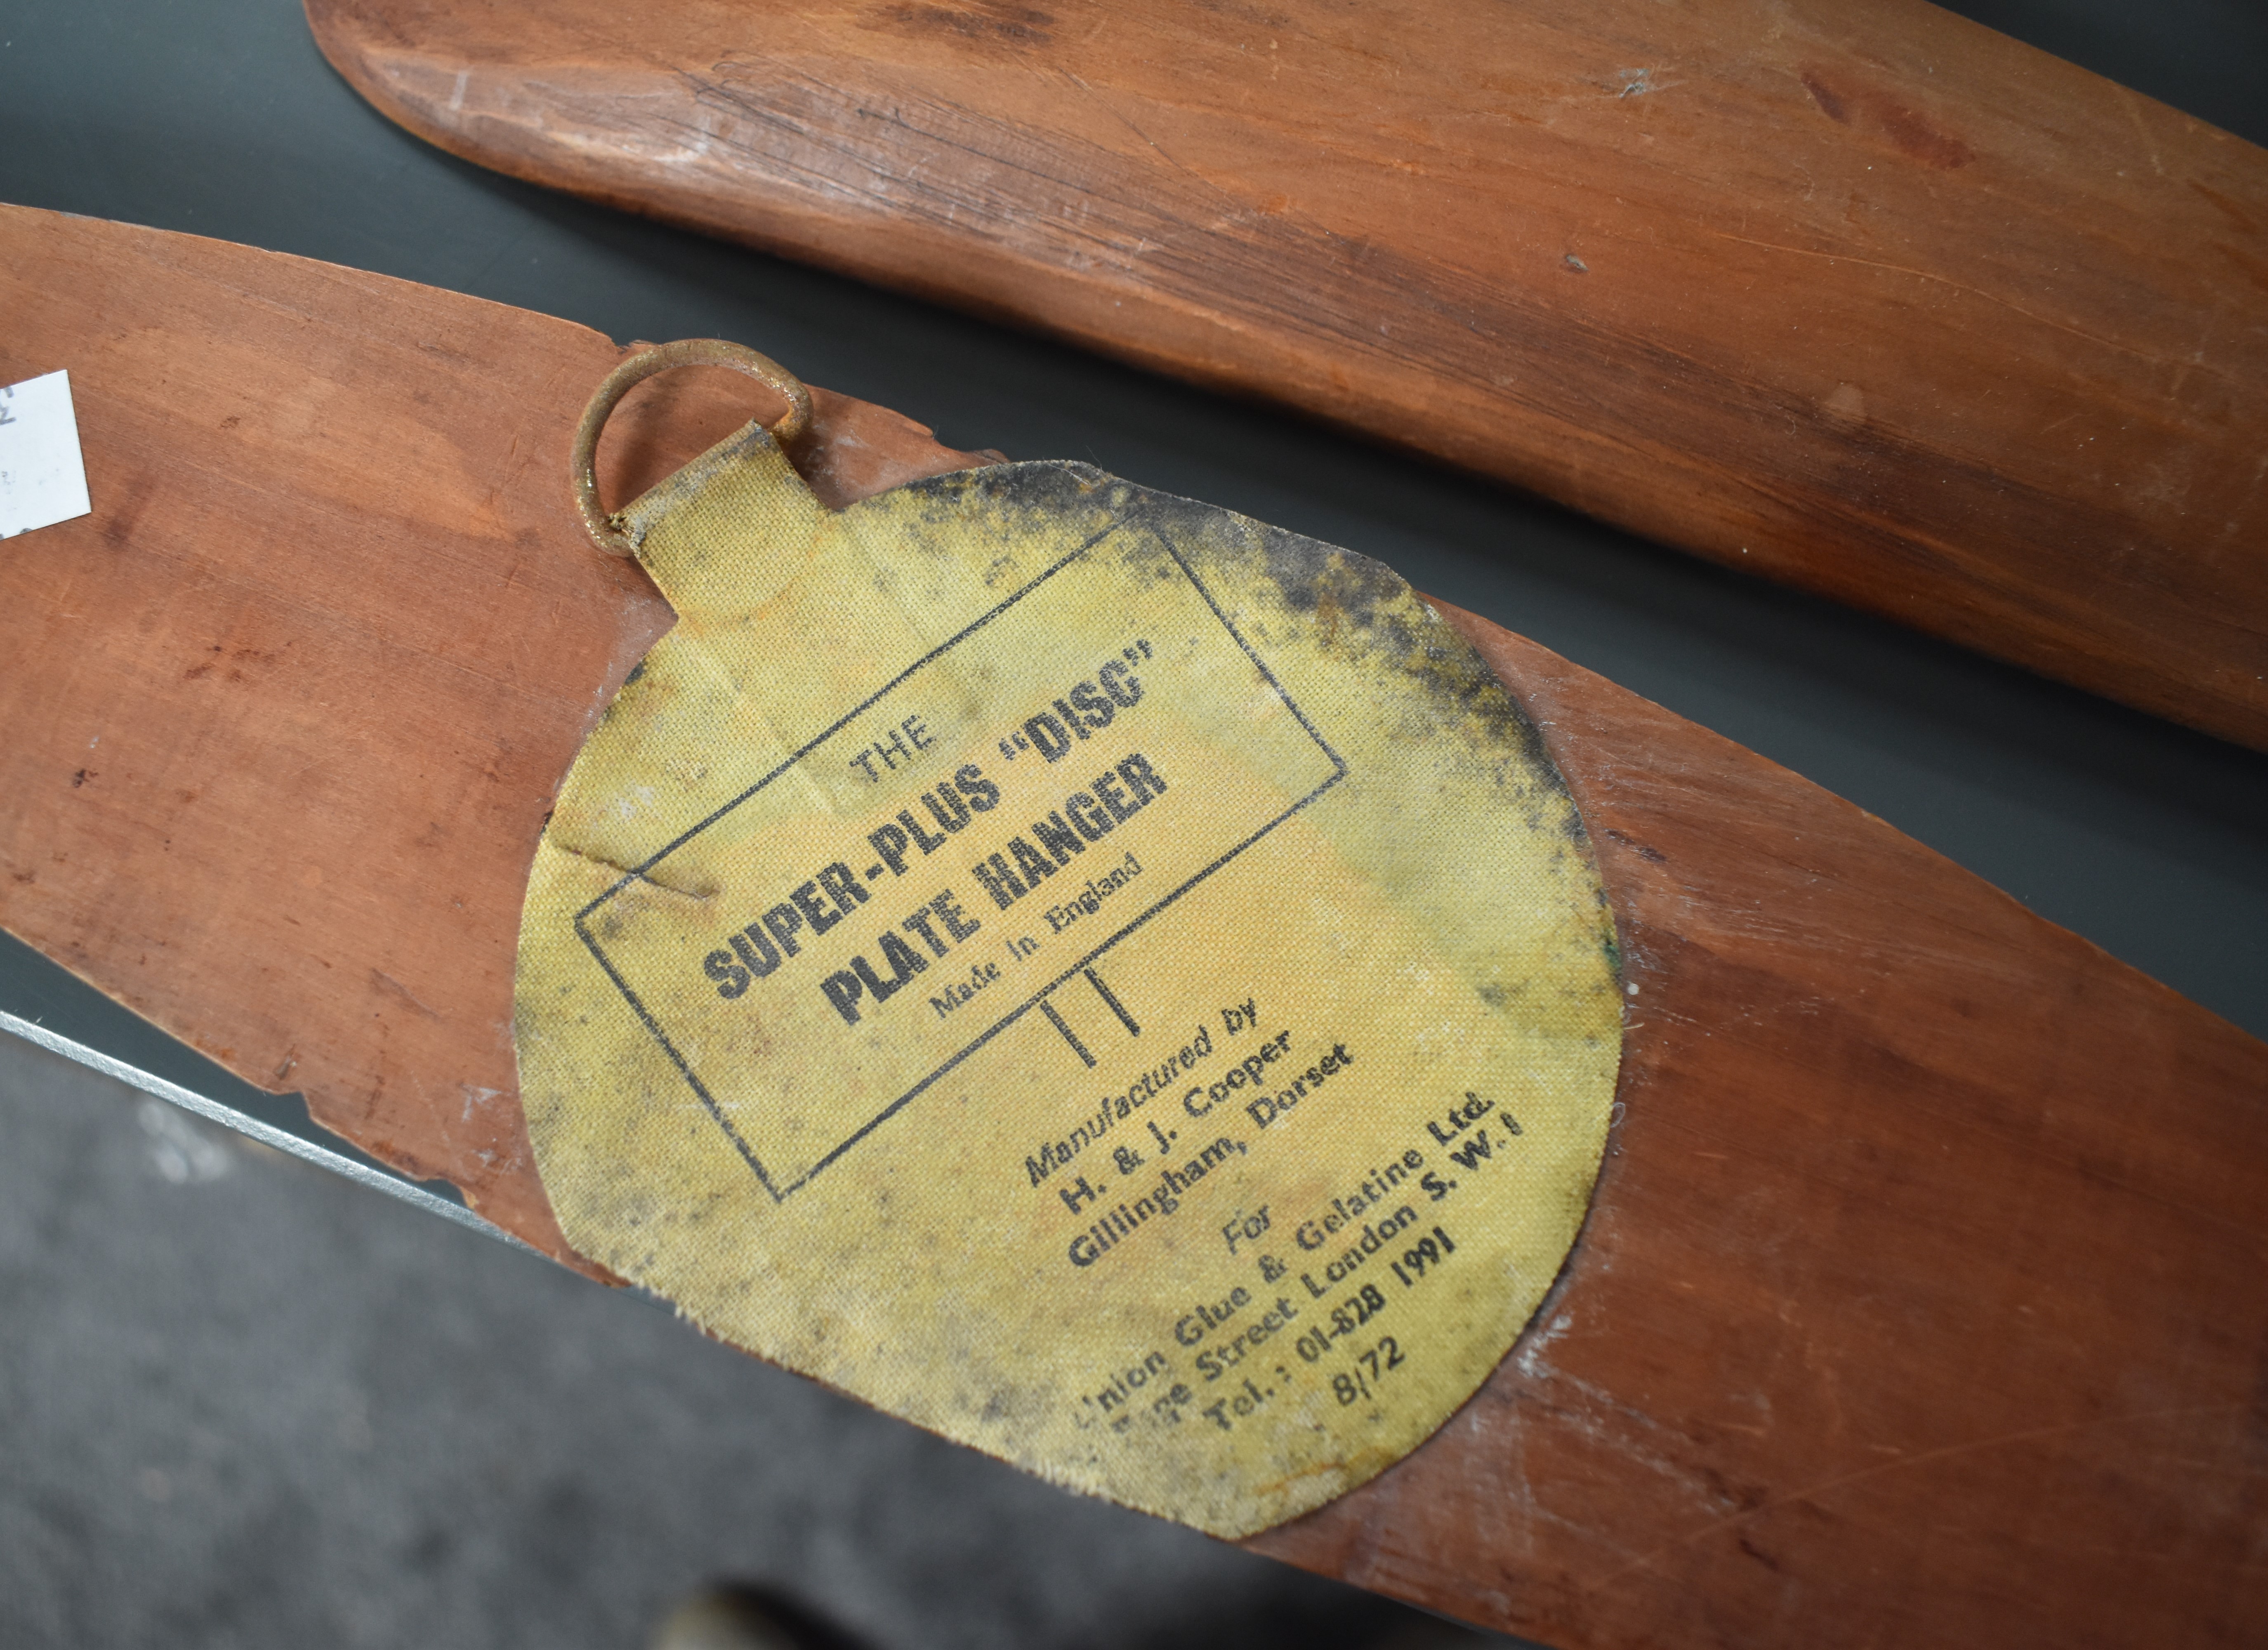 THE
SUPER-PLUS “DISC”
PLATE HANGER
Made in England
Manufactured by
H. & J. Cooper
Gillingham, Dorset
For
Union Glue & Gelatine Ltd.
Street London S. W. 1
Tel. : 01-828 1991
8/72